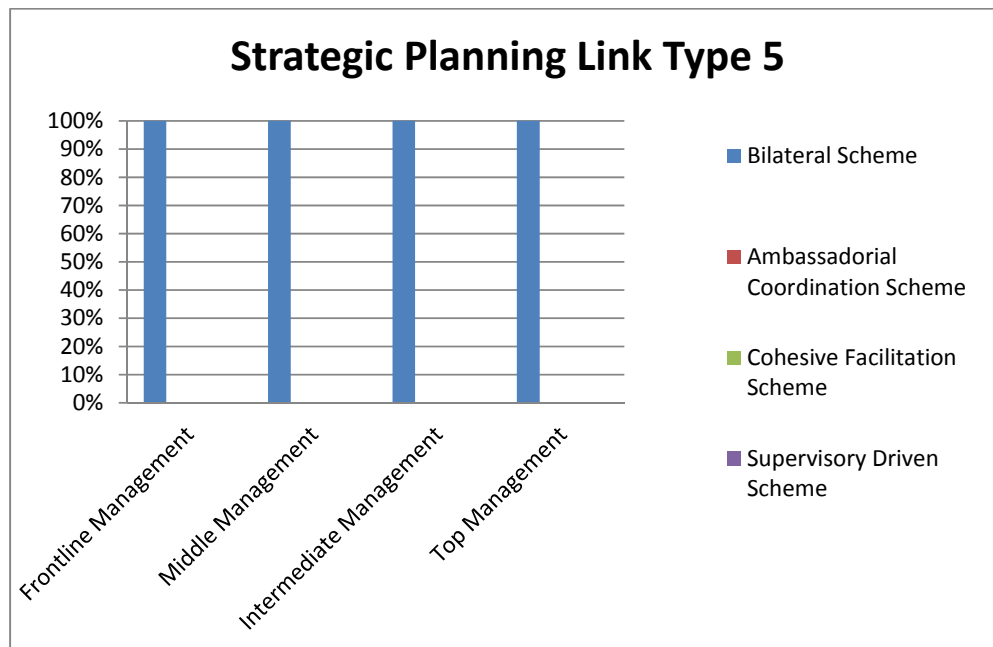 Strategic Planning Link Type 5
100%
90%
80%
70%
60%
50%
40%
30%
20%
10%
0%
Frontline Management
Middle Management
Intermediate Management
Top Management
Bilateral Scheme
Ambassadorial
Coordination Scheme
Cohesive Facilitation
Scheme
Supervisory Driven
Scheme